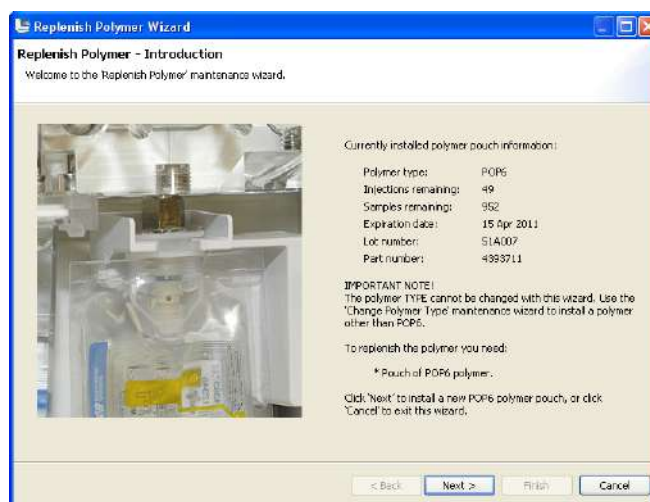 Replenish Polymer Wizard
Replenish Polymer - Introduction
Welcome to the 'Replenish Polymer' maintenance wizard.
Currently installed polymer pouch information:
Polymer type: POP6
Injections remaining: 49
Samples remaining: 952
Expiration date: 15 Apr 2011
Lot number: S1A007
Part number: 4393711
IMPORTANT NOTE!
The polymer TYPE cannot be changed with this wizard. Use the
'Change Polymer Type' maintenance wizard to install a polymer
other than POP6.
To replenish the polymer you need:
* Pouch of POP6 polymer.
Click 'Next' to install a new POP6 polymer pouch, or click
'Cancel' to exit this wizard.
< Back Next > Finish Cancel